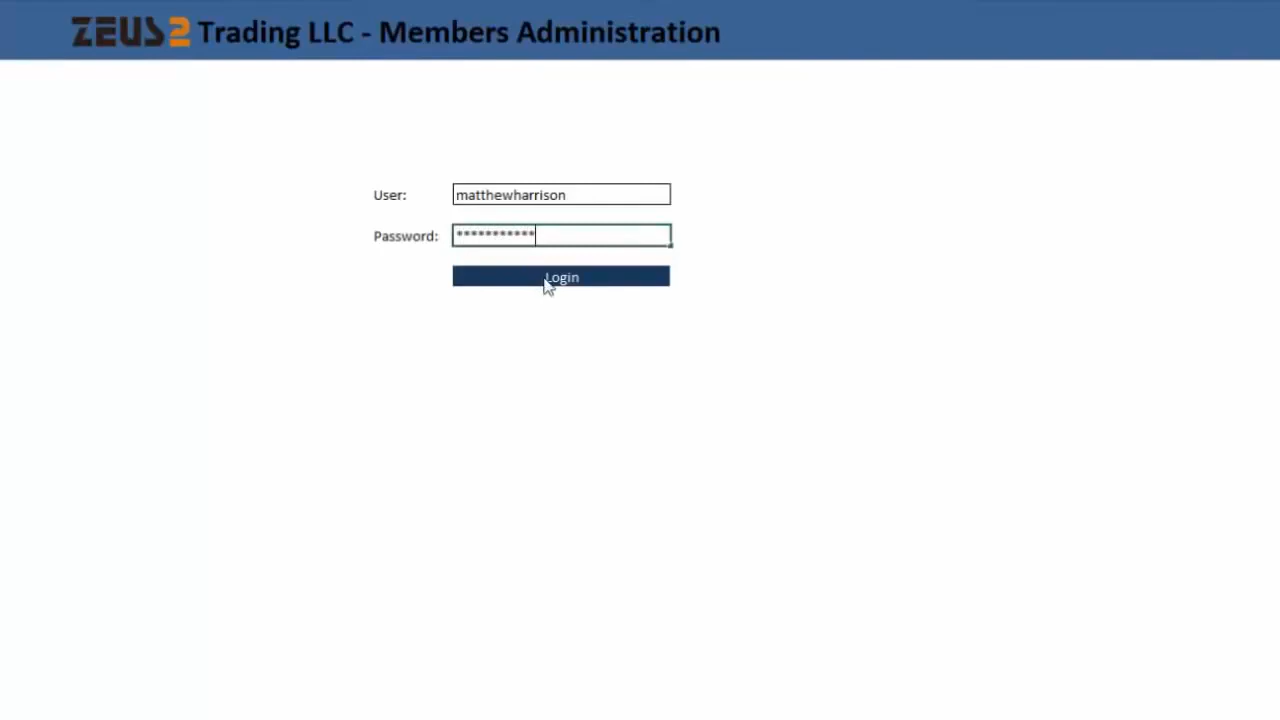 ZEUS2 Trading LLC - Members Administration
User: matthewharrison
Password: ***********
Login